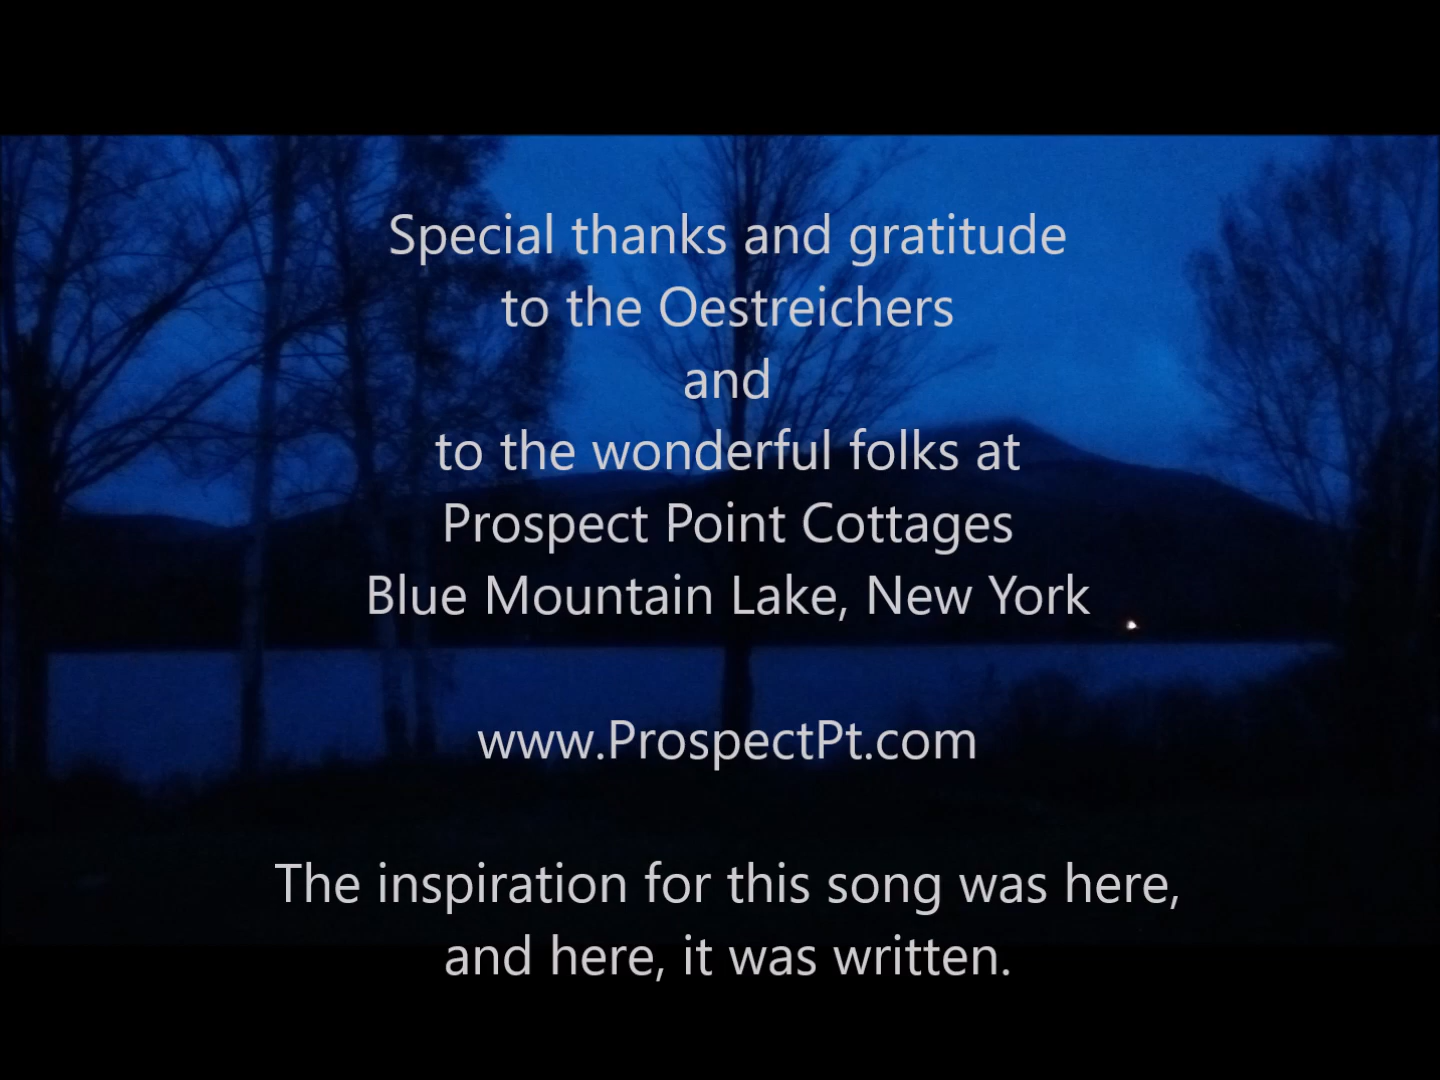 Special thanks and gratitude
to the Oestreichers
and
to the wonderful folks at
Prospect Point Cottages
Blue Mountain Lake, New York
www.ProspectPt.com
The inspiration for this song was here,
and here, it was written.